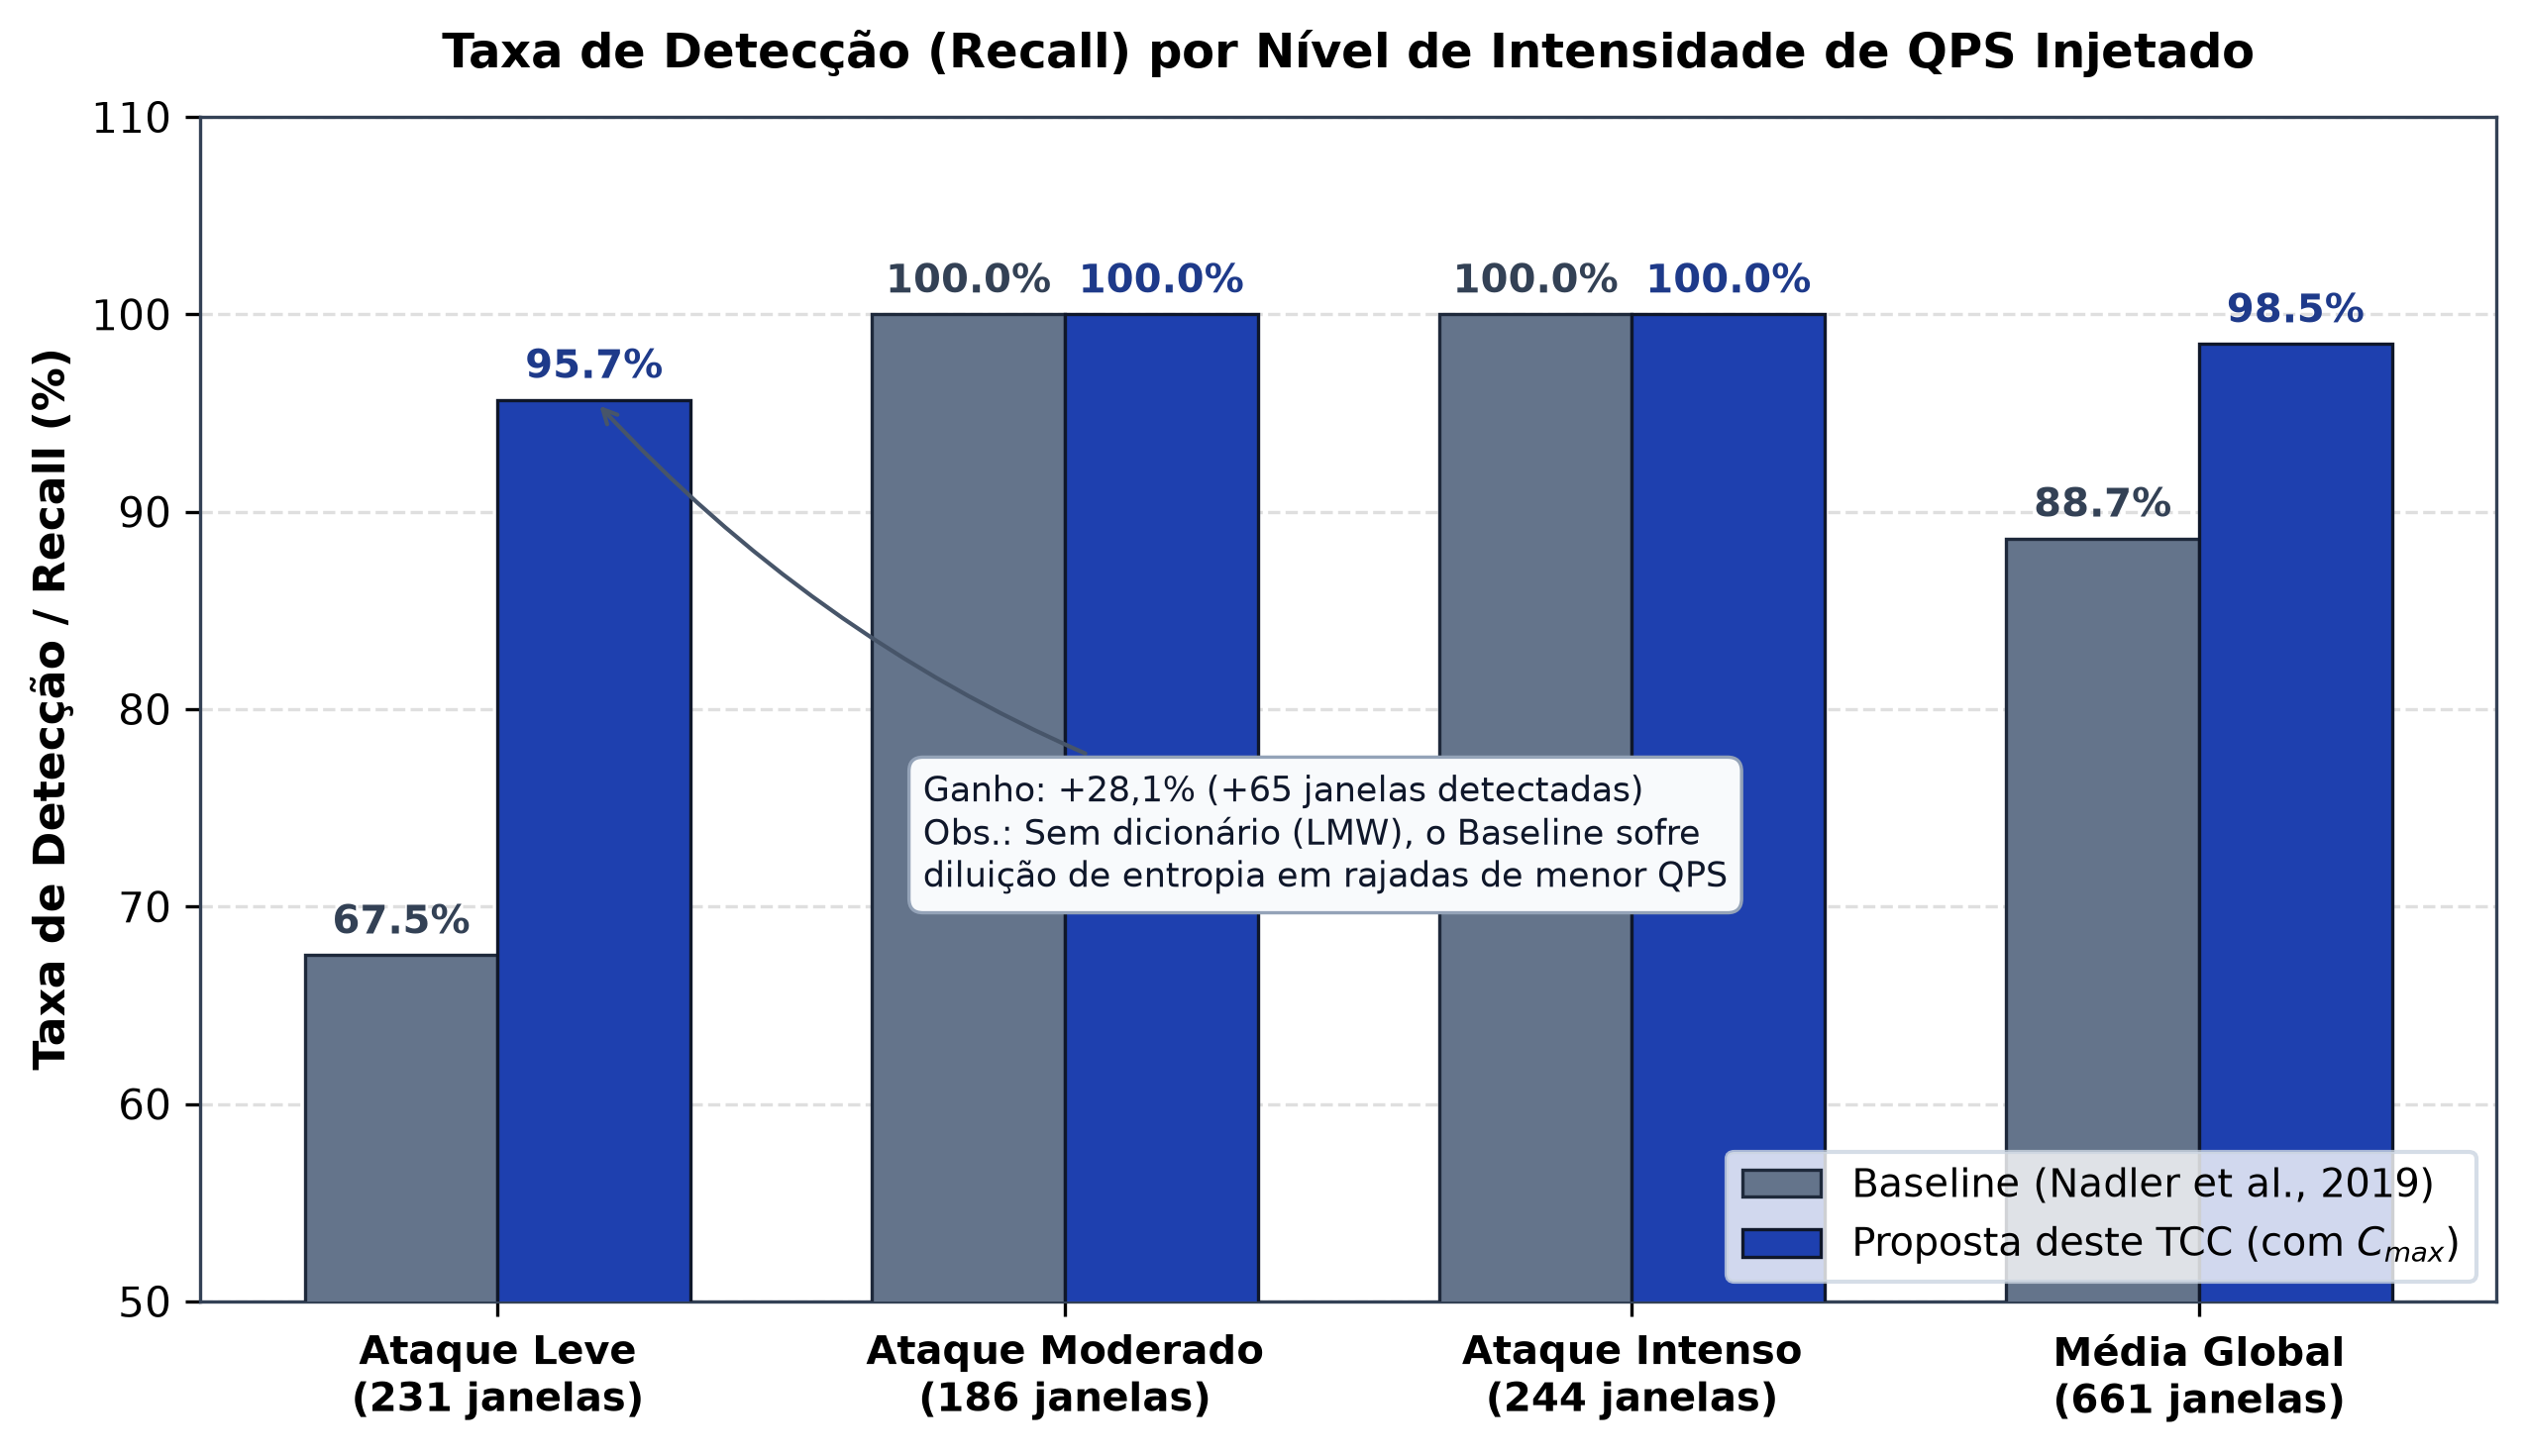 Taxa de Detecção (Recall) por Nível de Intensidade de QPS Injetado
Taxa de Detecção / Recall (%)
110
100
90
80
70
60
50
67.5%
95.7%
100.0%
100.0%
100.0%
100.0%
88.7%
98.5%
Ganho: +28,1% (+65 janelas detectadas)
Obs.: Sem dicionário (LMW), o Baseline sofre
diluição de entropia em rajadas de menor QPS
Baseline (Nadler et al., 2019)
Proposta deste TCC (com C_max)
Ataque Leve
(231 janelas)
Ataque Moderado
(186 janelas)
Ataque Intenso
(244 janelas)
Média Global
(661 janelas)